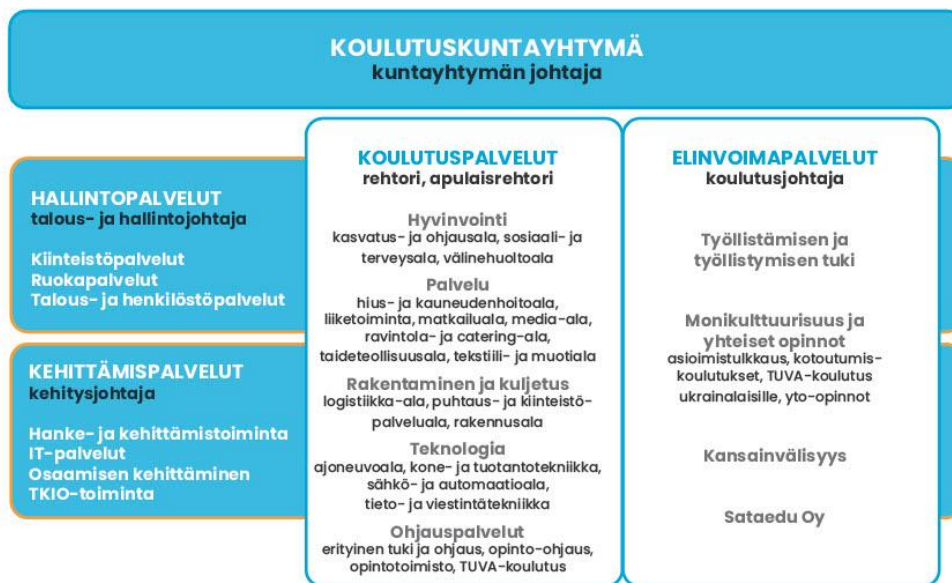 KOULUTUSKUNTAYHTYMÄ
kuntayhtymän johtaja
HALLINTOPALVELUT
talous- ja hallintojohtaja
Kiinteistöpalvelut
Ruokapalvelut
Talous- ja henkilöstöpalvelut
KEHITTÄMISPALVELUT
kehitysjohtaja
Hanke- ja kehittämistoiminta
IT-palvelut
Osaamisen kehittäminen
TKIO-toiminta
KOULUTUSPALVELUT
rehtori, apulaisrehtori
Hyvinvointi
kasvatus- ja ohjausala, sosiaali- ja
terveysala, välinehuoltoala
Palvelu
hius- ja kauneudenhoitoala,
liiketoiminta, matkailuala, media-ala,
ravintola- ja catering-ala,
taideteollisuusala, tekstiili- ja muotiala
Rakentaminen ja kuljetus
logistiikka-ala, puhtaus- ja kiinteistö-
palveluala, rakennusala
Teknologia
ajoneuvoala, kone- ja tuotantotekniikka,
sähkö- ja automaatioala,
tieto- ja viestintätekniikka
Ohjauspalvelut
erityinen tuki ja ohjaus, opinto-ohjaus,
opintotoimisto, TUVA-koulutus
ELINVOIMAPALVELUT
koulutusjohtaja
Työllistämisen ja
työllistymisen tuki
Monikulttuurisuus ja
yhteiset opinnot
asioimistulkkaus, kotoutumis-
koulutukset, TUVA-koulutus
ukrainalaisille, yto-opinnot
Kansainvälisyys
Sataedu Oy